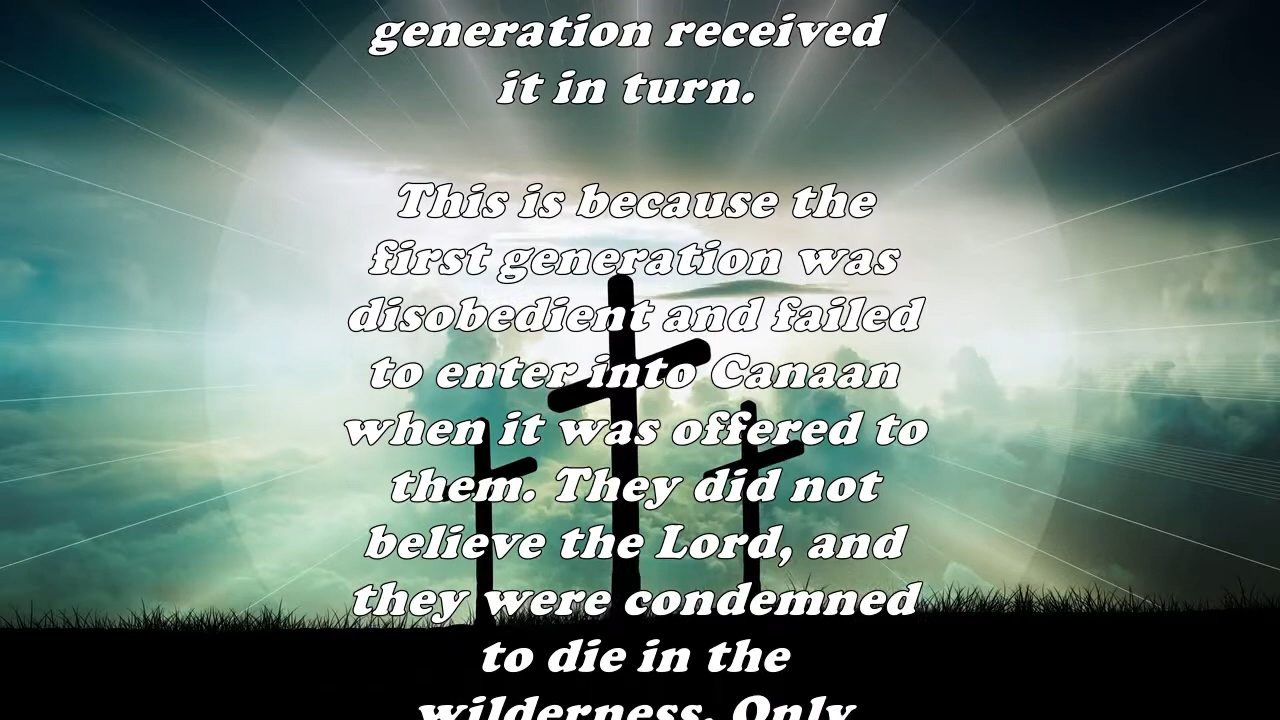 generation received
it in turn.
This is because the
first generation was
disobedient and failed
to enter into Canaan
when it was offered to
them. They did not
believe the Lord, and
they were condemned
to die in the
wilderness. Only